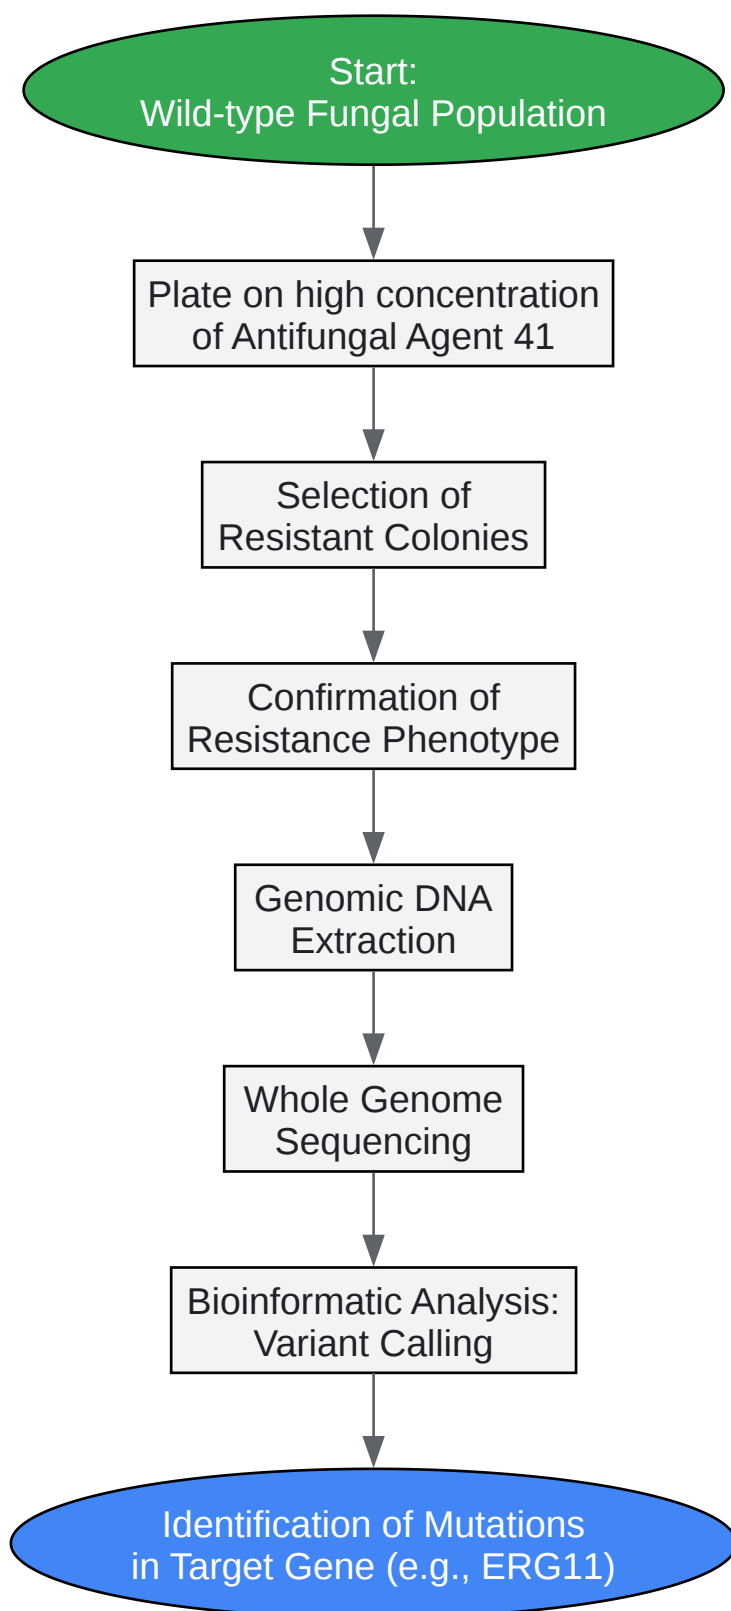 Start:
Wild-type Fungal Population
Plate on high concentration
of Antifungal Agent 41
Selection of
Resistant Colonies
Confirmation of
Resistance Phenotype
Genomic DNA
Extraction
Whole Genome
Sequencing
Bioinformatic Analysis:
Variant Calling
Identification of Mutations
in Target Gene (e.g., ERG11)